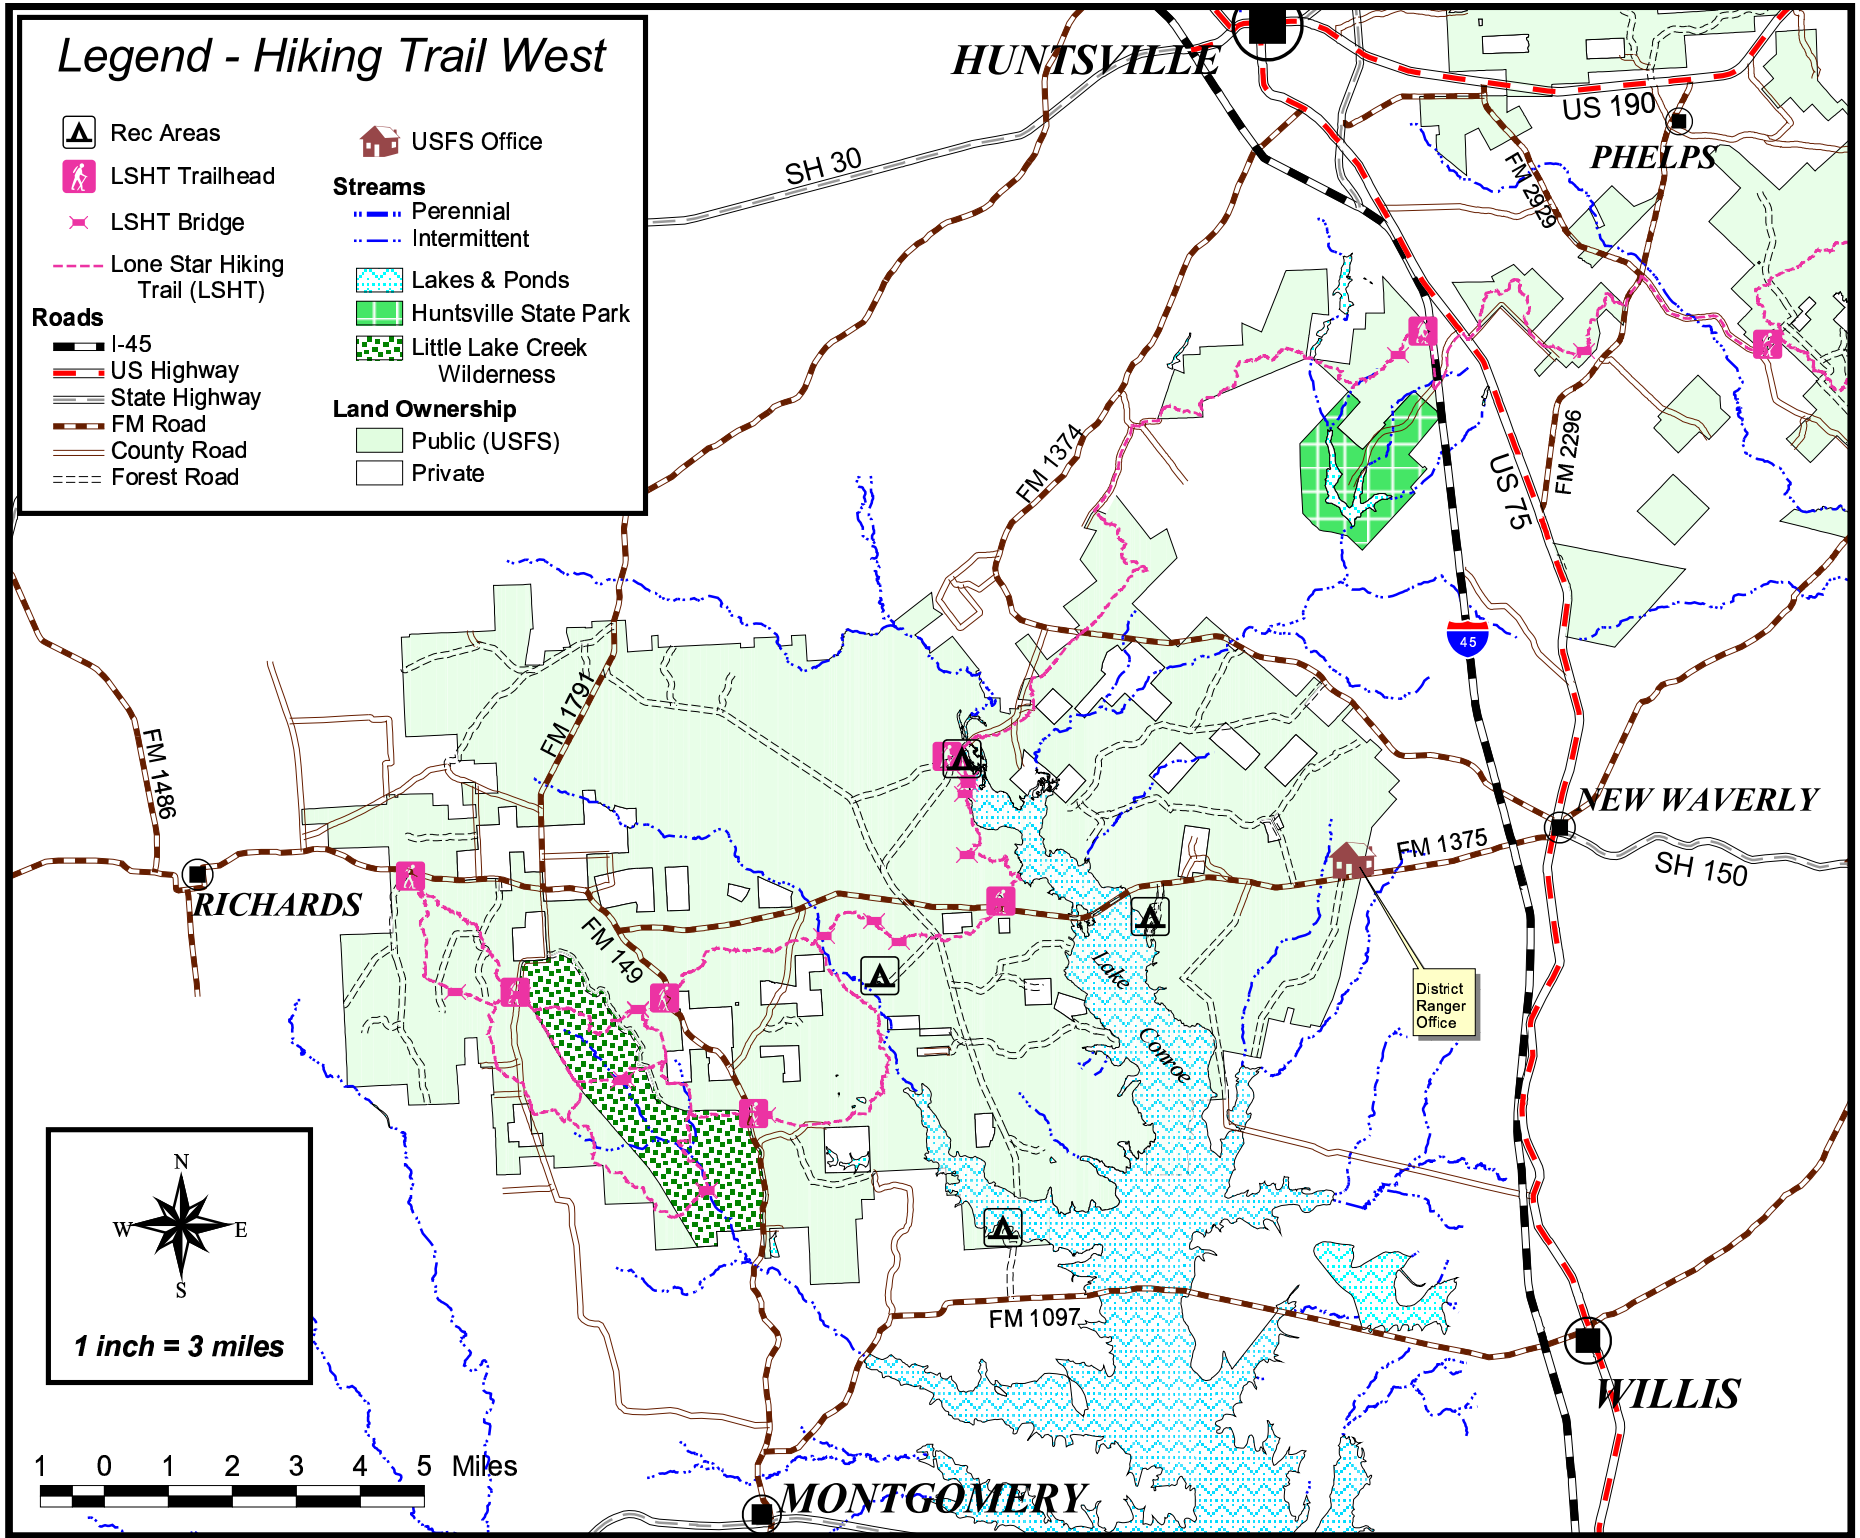 Legend - Hiking Trail West
Rec Areas
LSHT Trailhead
LSHT Bridge
Lone Star Hiking
Trail (LSHT)
Roads
I-45
US Highway
State Highway
FM Road
County Road
Forest Road
USFS Office
Streams
Perennial
Intermittent
Lakes & Ponds
Huntsville State Park
Little Lake Creek
Wilderness
Land Ownership
Public (USFS)
Private
HUNTSVILLE
US 190
PHELPS
SH 30
FM 2929
FM 1374
FM 2296
US 75
45
FM 1791
FM 1486
NEW WAVERLY
FM 1375
SH 150
RICHARDS
FM 149
Lake
Conroe
District
Ranger
Office
N
W
E
S
1 inch = 3 miles
FM 1097
WILLIS
1 0 1 2 3 4 5 Miles
MONTGOMERY